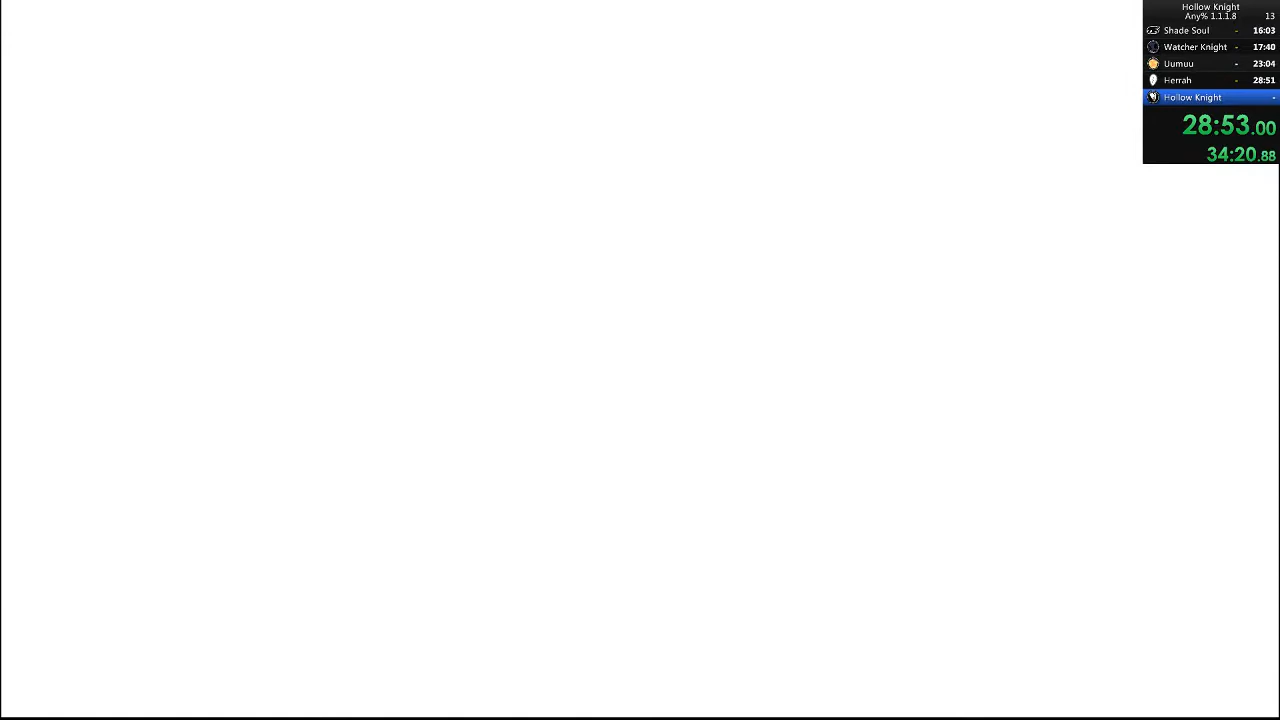 Hollow Knight
Any% 1.1.1.8 13
Shade Soul - 16:03
Watcher Knight - 17:40
Uumuu - 23:04
Herrah - 28:51
Hollow Knight -
28:53.00
34:20.88